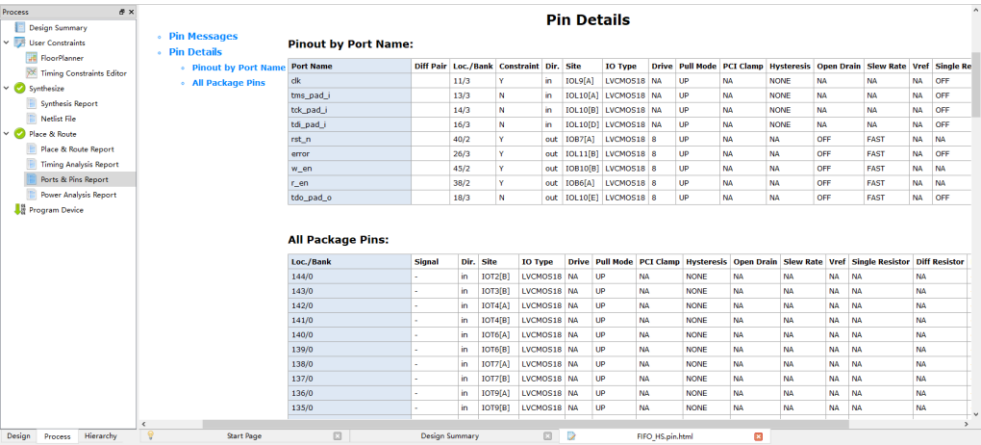 Process
Design Summary
User Constraints
FloorPlanner
Timing Constraints Editor
Synthesize
Synthesis Report
Netlist File
Place & Route
Place & Route Report
Timing Analysis Report
Ports & Pins Report
Power Analysis Report
Program Device
Design Process Hierarchy
Pin Messages
Pin Details
Pinout by Port Name
All Package Pins
Pin Details
Pinout by Port Name:
Port Name Diff Pair Loc./Bank Constraint Dir. Site IO Type Drive Pull Mode PCI Clamp Hysteresis Open Drain Slew Rate Vref Single Re
clk 11/3 Y in IOL9[A] LVCMOS18 NA UP NA NONE NA NA NA OFF
tms_pad_i 13/3 N in IOL10[A] LVCMOS18 NA UP NA NONE NA NA NA OFF
tck_pad_i 14/3 N in IOL10[B] LVCMOS18 NA UP NA NONE NA NA NA OFF
tdi_pad_i 16/3 N in IOL10[D] LVCMOS18 NA UP NA NONE NA NA NA OFF
rst_n 40/2 Y out IOB7[A] LVCMOS18 8 UP NA NA OFF FAST NA NA
error 26/3 Y out IOL11[B] LVCMOS18 8 UP NA NA OFF FAST NA OFF
w_en 45/2 Y out IOB10[B] LVCMOS18 8 UP NA NA OFF FAST NA NA
r_en 38/2 Y out IOB6[A] LVCMOS18 8 UP NA NA OFF FAST NA NA
tdo_pad_o 18/3 N out IOL10[E] LVCMOS18 8 UP NA NA OFF FAST NA OFF
All Package Pins:
Loc./Bank Signal Dir. Site IO Type Drive Pull Mode PCI Clamp Hysteresis Open Drain Slew Rate Vref Single Resistor Diff Resistor
144/0 - in IOT2[B] LVCMOS18 NA UP NA NONE NA NA NA NA NA
143/0 - in IOT3[B] LVCMOS18 NA UP NA NONE NA NA NA NA NA
142/0 - in IOT4[A] LVCMOS18 NA UP NA NONE NA NA NA NA NA
141/0 - in IOT4[B] LVCMOS18 NA UP NA NONE NA NA NA NA NA
140/0 - in IOT6[A] LVCMOS18 NA UP NA NONE NA NA NA NA NA
139/0 - in IOT6[B] LVCMOS18 NA UP NA NONE NA NA NA NA NA
138/0 - in IOT7[A] LVCMOS18 NA UP NA NONE NA NA NA NA NA
137/0 - in IOT7[B] LVCMOS18 NA UP NA NONE NA NA NA NA NA
136/0 - in IOT9[A] LVCMOS18 NA UP NA NONE NA NA NA NA NA
135/0 - in IOT9[B] LVCMOS18 NA UP NA NONE NA NA NA NA NA
Start Page Design Summary FIFO_HS.pin.html